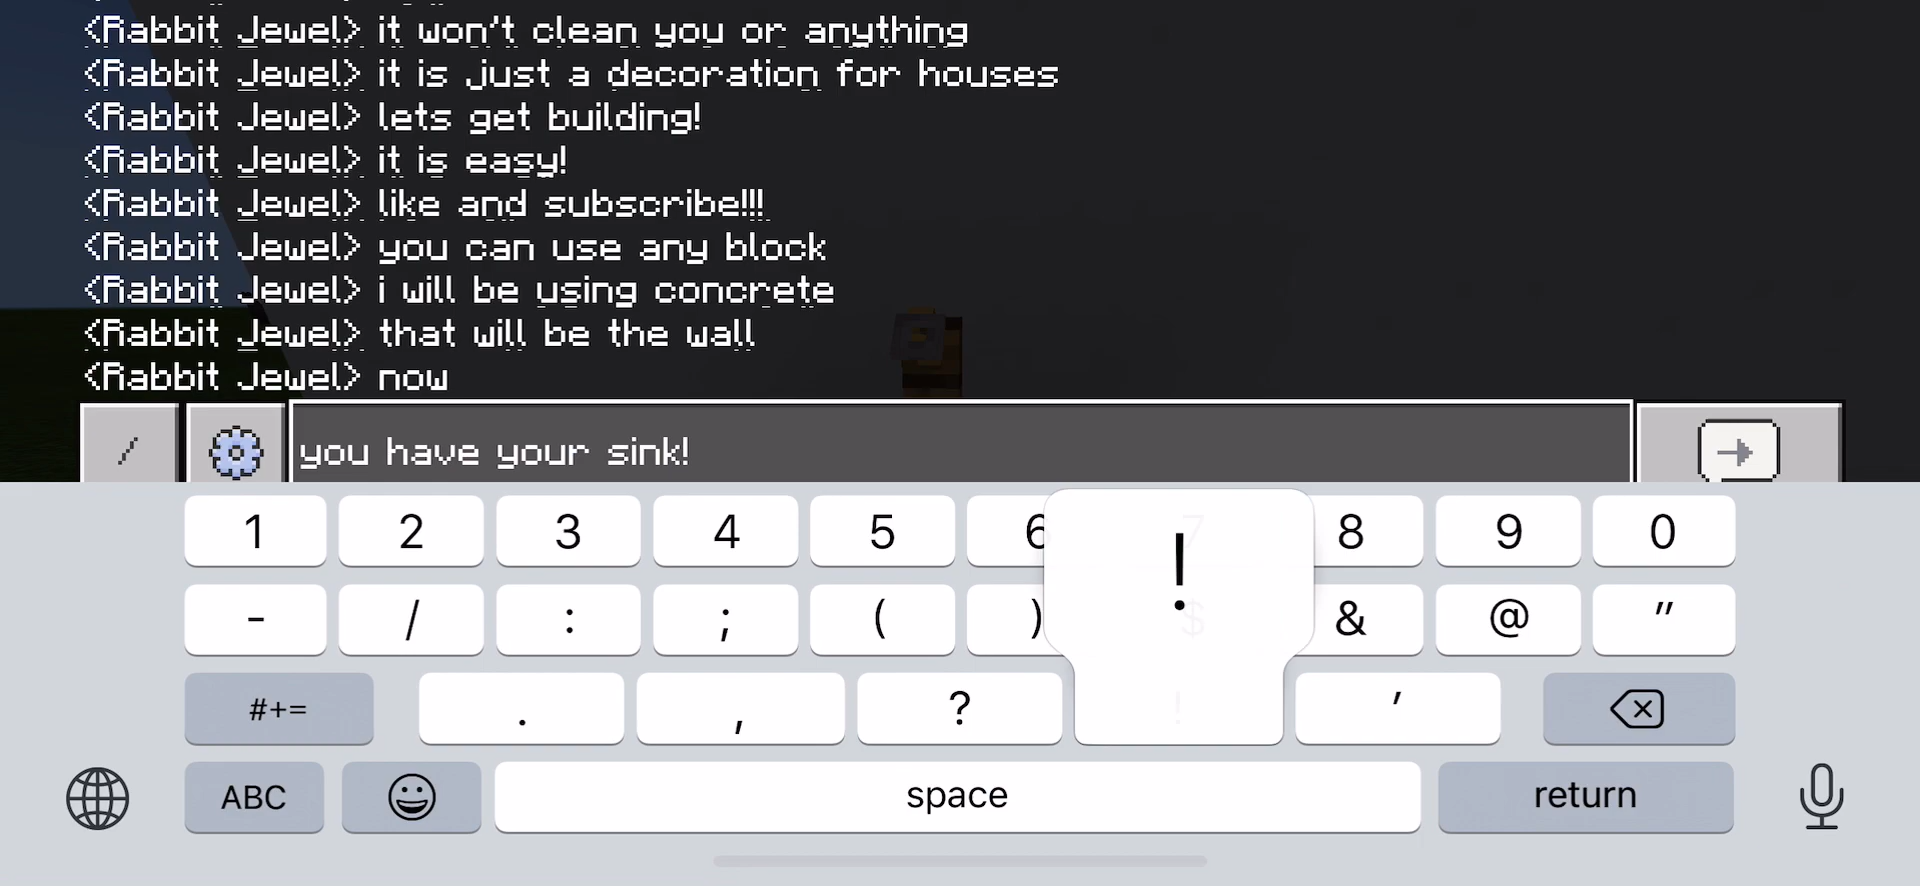 <Rabbit Jewel> it won't clean you or anything
<Rabbit Jewel> it is just a decoration for houses
<Rabbit Jewel> lets get building!
<Rabbit Jewel> it is easy!
<Rabbit Jewel> like and subscribe!!!
<Rabbit Jewel> you can use any block
<Rabbit Jewel> i will be using concrete
<Rabbit Jewel> that will be the wall
<Rabbit Jewel> now
/ you have your sink!
1 2 3 4 5 6 7 8 9 0
- / : ; ( ) $ & @ "
#+= . , ? ! '
ABC space return